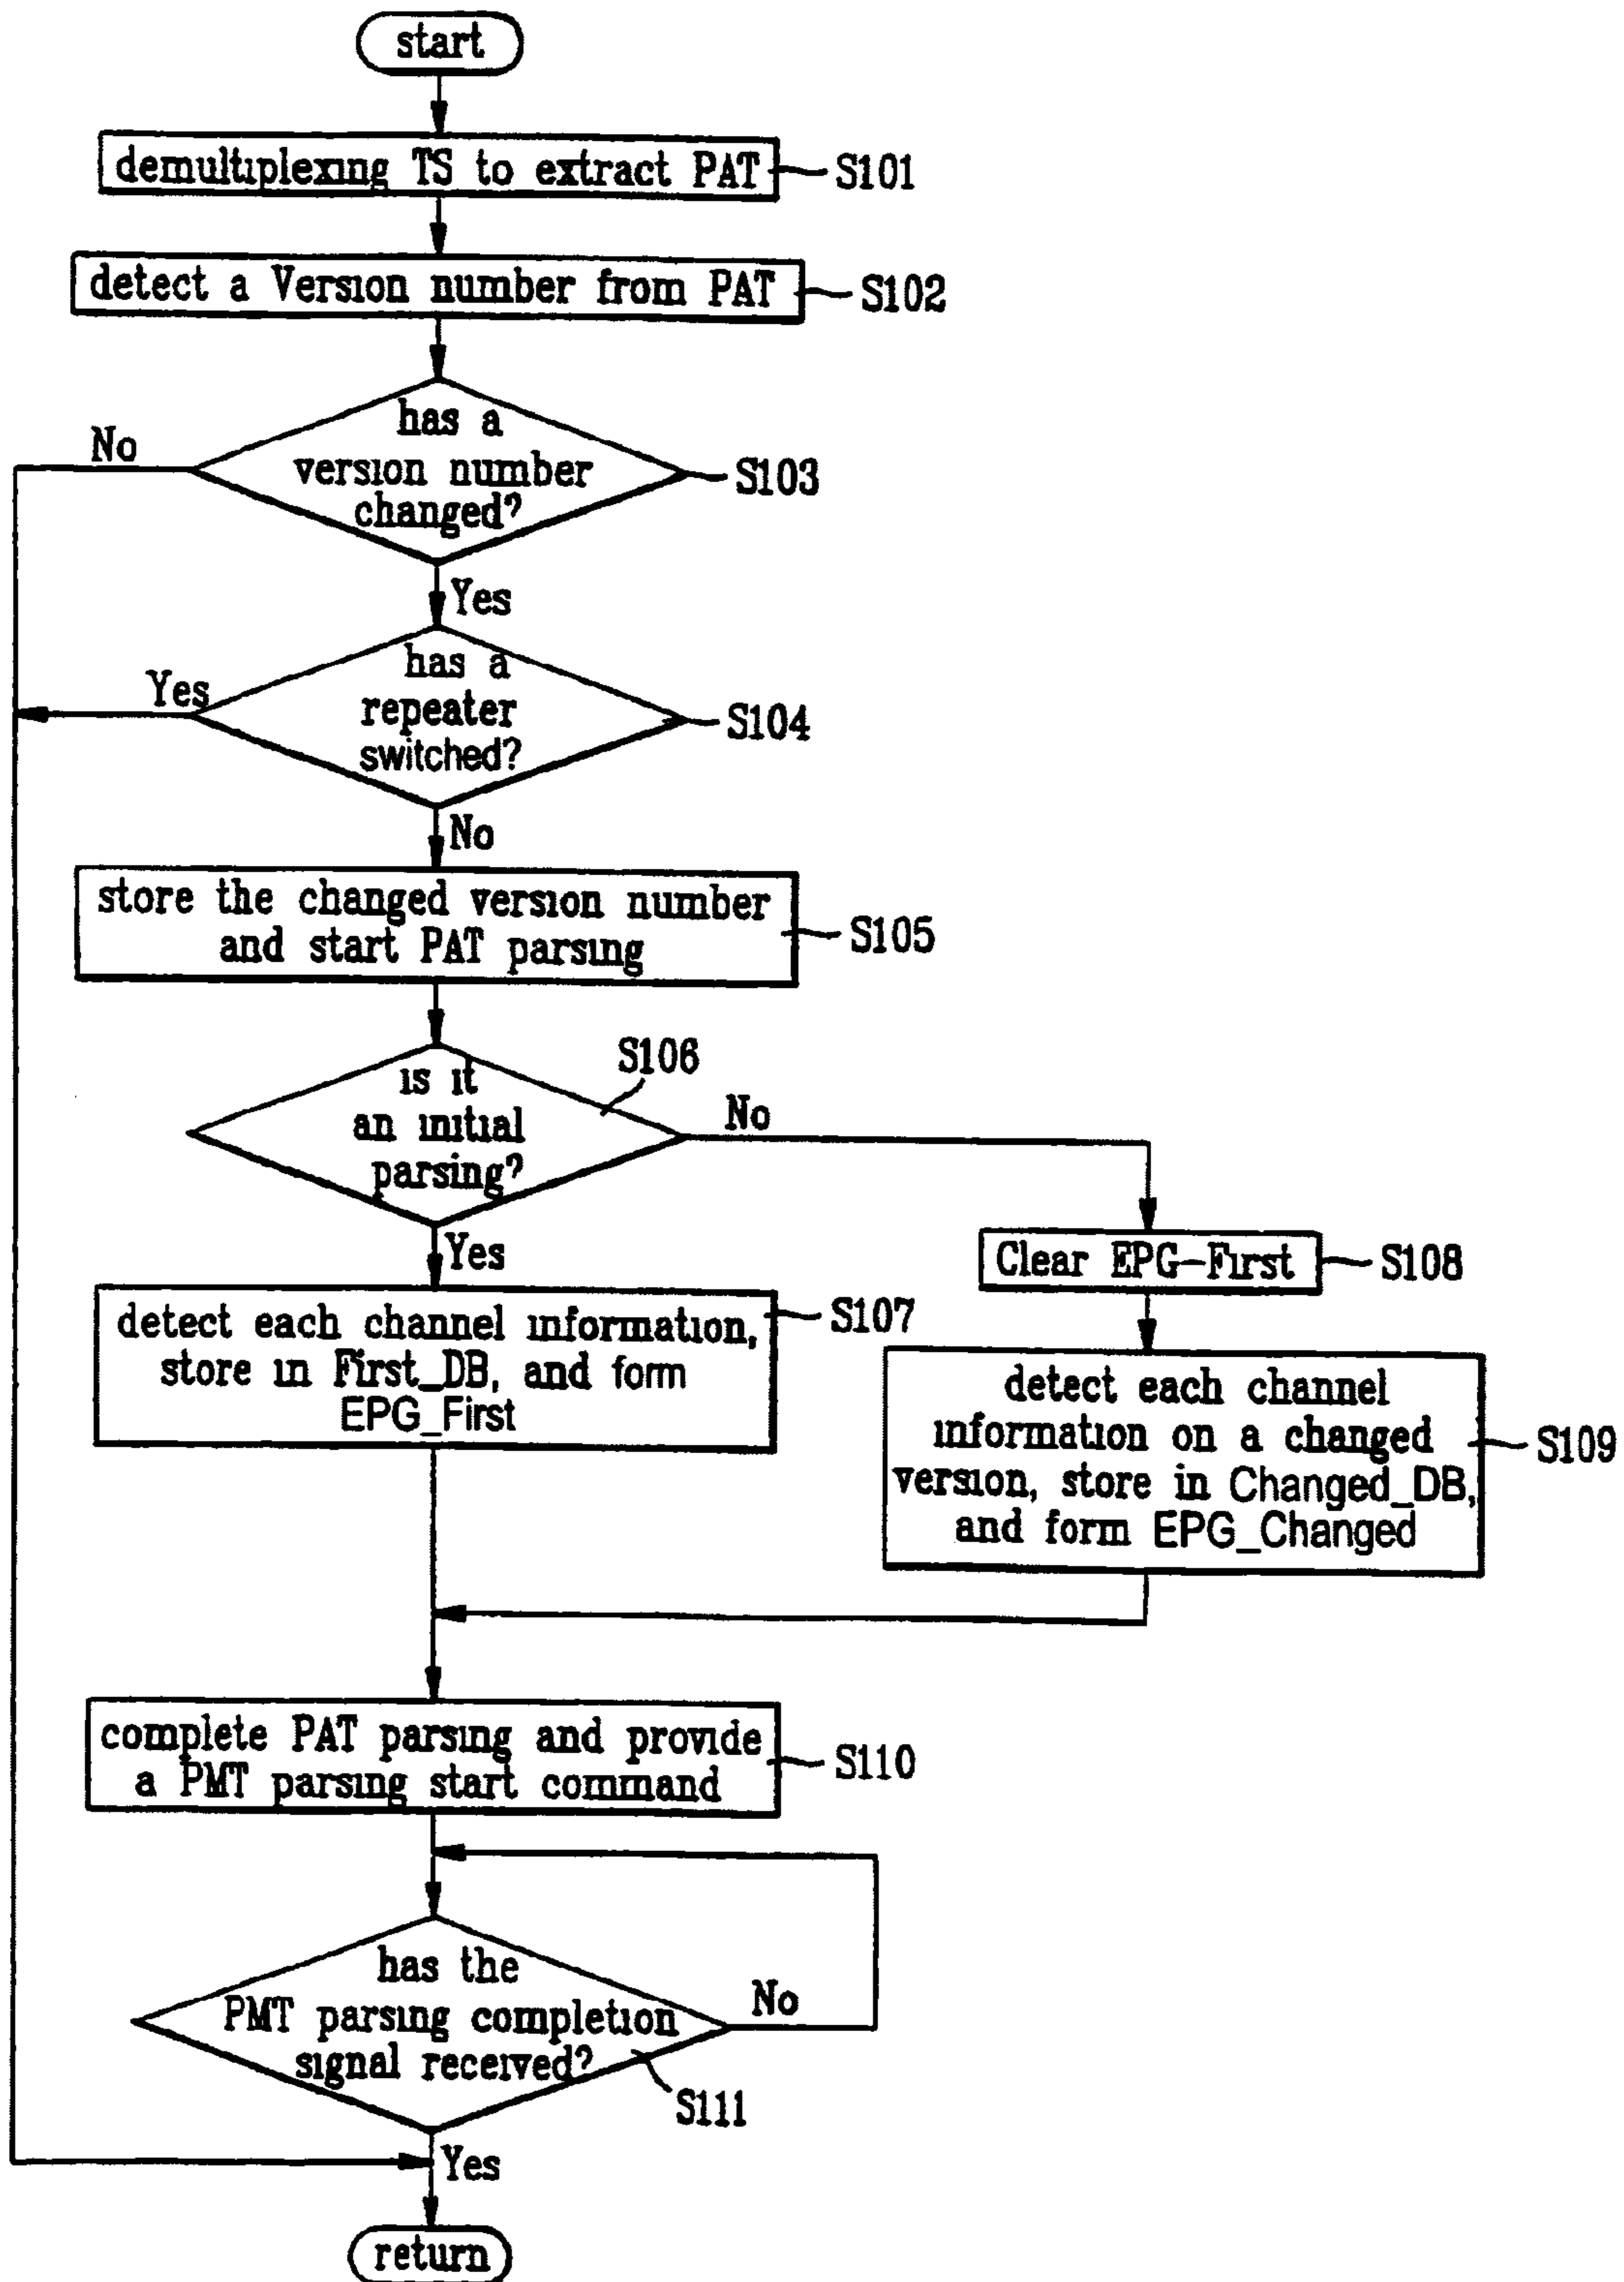 start
demultiplexing TS to extract PAT
S101
detect a Version number from PAT
S102
has a
version number
changed?
No
S103
Yes
has a
repeater
switched?
Yes
S104
No
store the changed version number
and start PAT parsing
S105
is it
an initial
parsing?
S106
No
Yes
Clear EPG-First
S108
detect each channel information,
store in First_DB, and form
EPG_First
S107
detect each channel
information on a changed
version, store in Changed_DB,
and form EPG_Changed
S109
complete PAT parsing and provide
a PMT parsing start command
S110
has the
PMT parsing completion
signal received?
No
S111
Yes
return